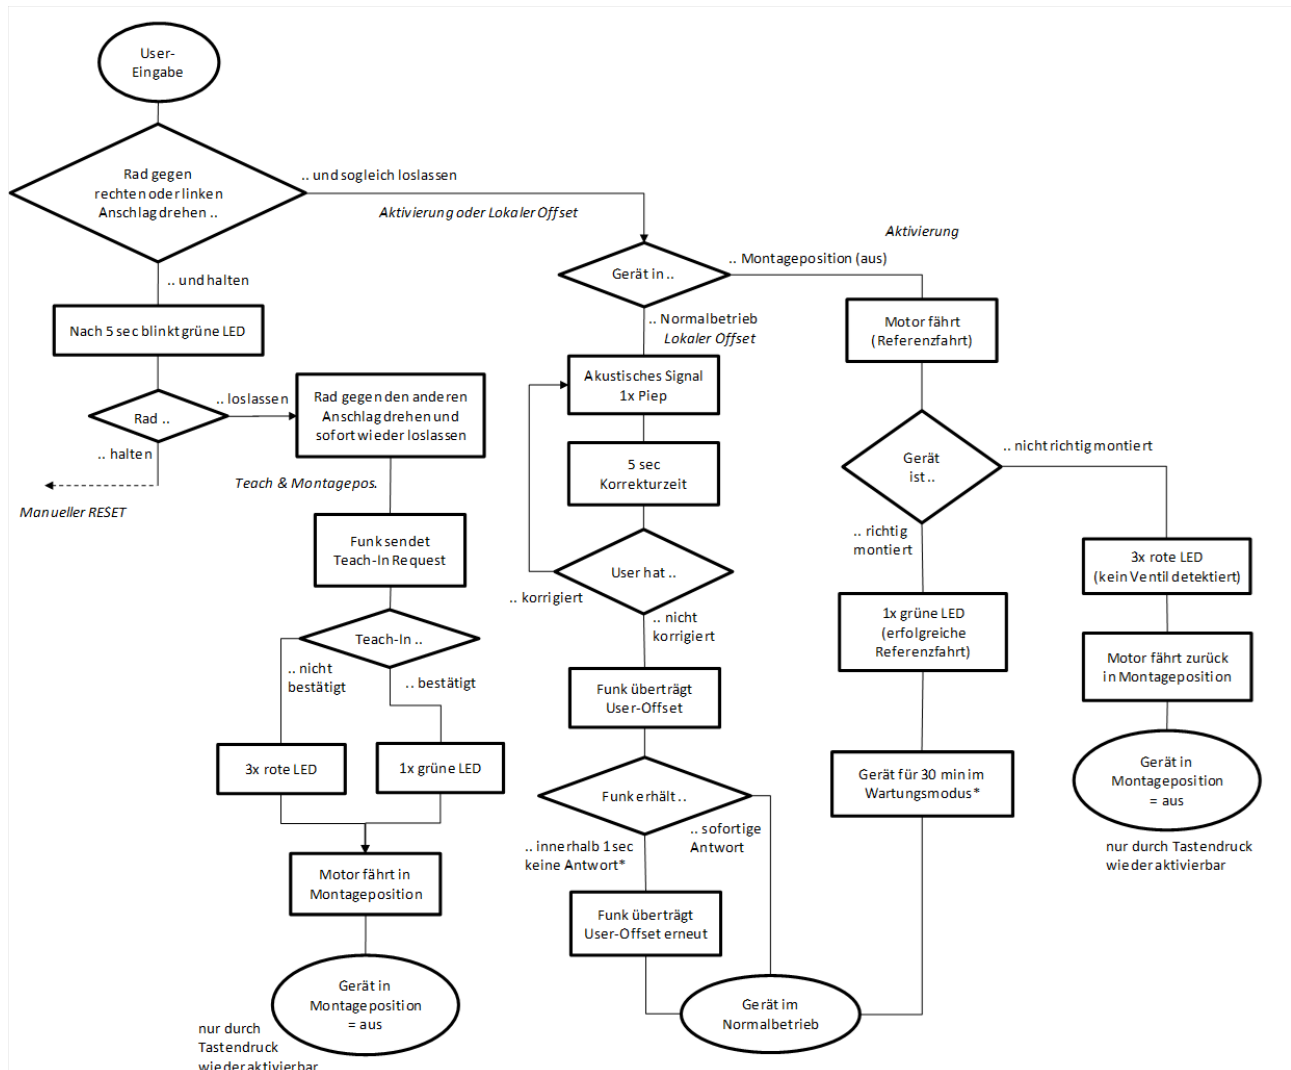 User-
Eingabe
Rad gegen
rechten oder linken
Anschlag drehen ..
.. und sogleich loslassen
Aktivierung oder Lokaler Offset
.. und halten
Nach 5 sec blinkt grüne LED
Rad ..
.. loslassen
.. halten
Manueller RESET
Rad gegen den anderen
Anschlag drehen und
sofort wieder loslassen
Teach & Montagepos.
Funk sendet
Teach-In Request
Teach-In ..
.. nicht
bestätigt
.. bestätigt
3x rote LED
1x grüne LED
Motor fährt in
Montageposition
Gerät in
Montageposition
= aus
nur durch
Tastendruck
wieder aktivierbar
Gerät in ..
.. Montageposition (aus)
Aktivierung
.. Normalbetrieb
Lokaler Offset
Akustisches Signal
1x Piep
5 sec
Korrekturzeit
User hat ..
.. korrigiert
.. nicht
korrigiert
Funk überträgt
User-Offset
Funk erhält ..
.. innerhalb 1sec
keine Antwort*
.. sofortige
Antwort
Funk überträgt
User-Offset erneut
Gerät im
Normalbetrieb
Motor fährt
(Referenzfahrt)
Gerät
ist ..
.. nicht richtig montiert
.. richtig
montiert
1x grüne LED
(erfolgreiche
Referenzfahrt)
Gerät für 30 min im
Wartungsmodus*
3x rote LED
(kein Ventil detektiert)
Motor fährt zurück
in Montageposition
Gerät in
Montageposition
= aus
nur durch Tastendruck
wieder aktivierbar